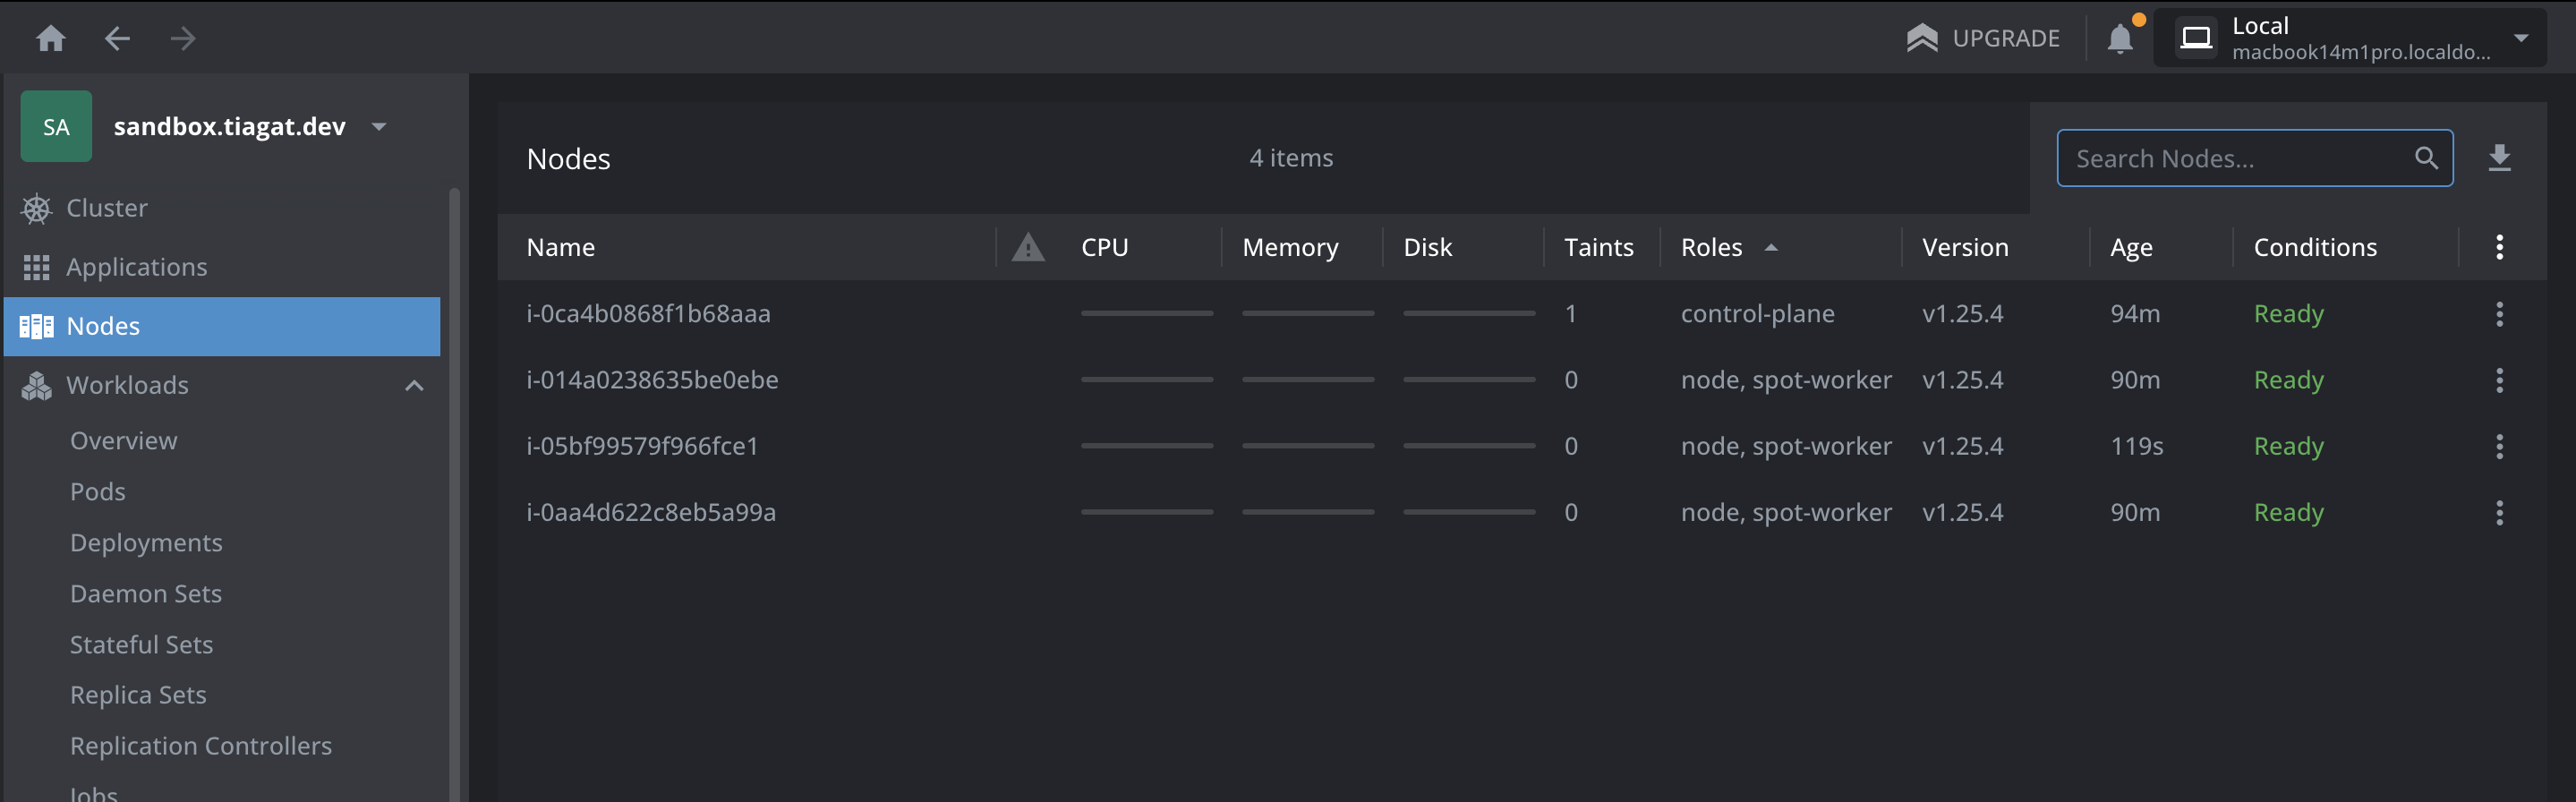 UPGRADE
Local
macbook14m1pro.localdo...
SA
sandbox.tiagat.dev
Cluster
Applications
Nodes
Workloads
Overview
Pods
Deployments
Daemon Sets
Stateful Sets
Replica Sets
Replication Controllers
Jobs
Nodes
4 items
Search Nodes...
Name CPU Memory Disk Taints Roles Version Age Conditions
i-0ca4b0868f1b68aaa 1 control-plane v1.25.4 94m Ready
i-014a0238635be0ebe 0 node, spot-worker v1.25.4 90m Ready
i-05bf99579f966fce1 0 node, spot-worker v1.25.4 119s Ready
i-0aa4d622c8eb5a99a 0 node, spot-worker v1.25.4 90m Ready